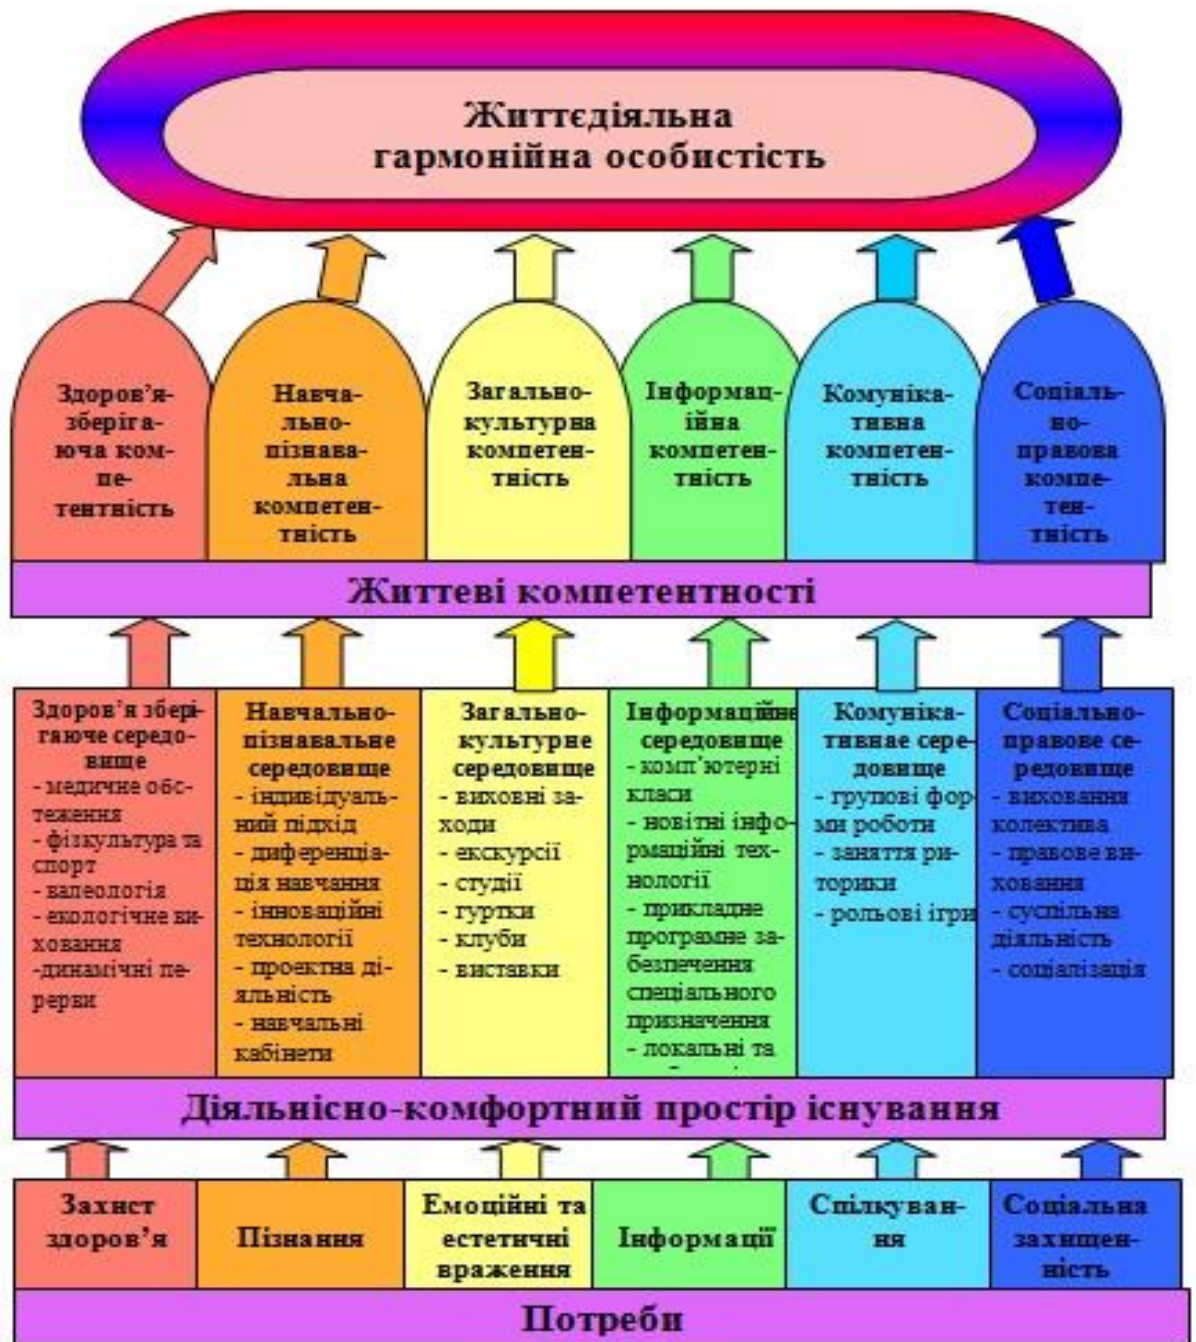 Життєдіяльна
гармонійна особистість
Здоров’я-
зберіга-
юча ком-
пе-
тентність
Навча-
льно-
пізнава-
льна
компетен-
тність
Загально-
культурна
компетен-
тність
Інформац-
ійна
компетен-
тність
Комуніка-
тивна
компетен-
тність
Соціаль-
но-
правова
компе-
тен-
тність
Життеві компетентності
Здоров’я збері-
гаюче середо-
вище
- медичне обс-
теження
- фізкультура та
спорт
- валеологія
- екологічне ви-
ховання
-динамічні пе-
рерви
Навчально-
пізнавальне
середовище
- індивідуаль-
ний підхід
- диференціа-
ція навчання
- інноваційні
технології
- проектна ді-
яльність
- навчальні
кабінети
Загально-
культурне
середовище
- виховні за-
ходи
- екскурсії
- студії
- гуртки
- клуби
- виставки
Інформаційне
середовище
- комп’ютерні
класи
- новітні інфо-
рмаційні тех-
нології
- прикладне
програмне за-
безпечення
спеціального
призначення
- локальні та
Комуніка-
тивнае сере-
довище
- групові фор-
ми роботи
- заняття ри-
торики
- рольові ігри
Соціально-
правове се-
редовище
- виховання
колектива
- правове ви-
ховання
- суспільна
діяльність
- соціалізація
Діяльнісно-комфортний простір існування
Захист
здоров’я
Пізнання
Емоційні та
естетичні
враження
Інформації
Спілкуван-
ня
Соціальна
захищен-
ність
Потреби